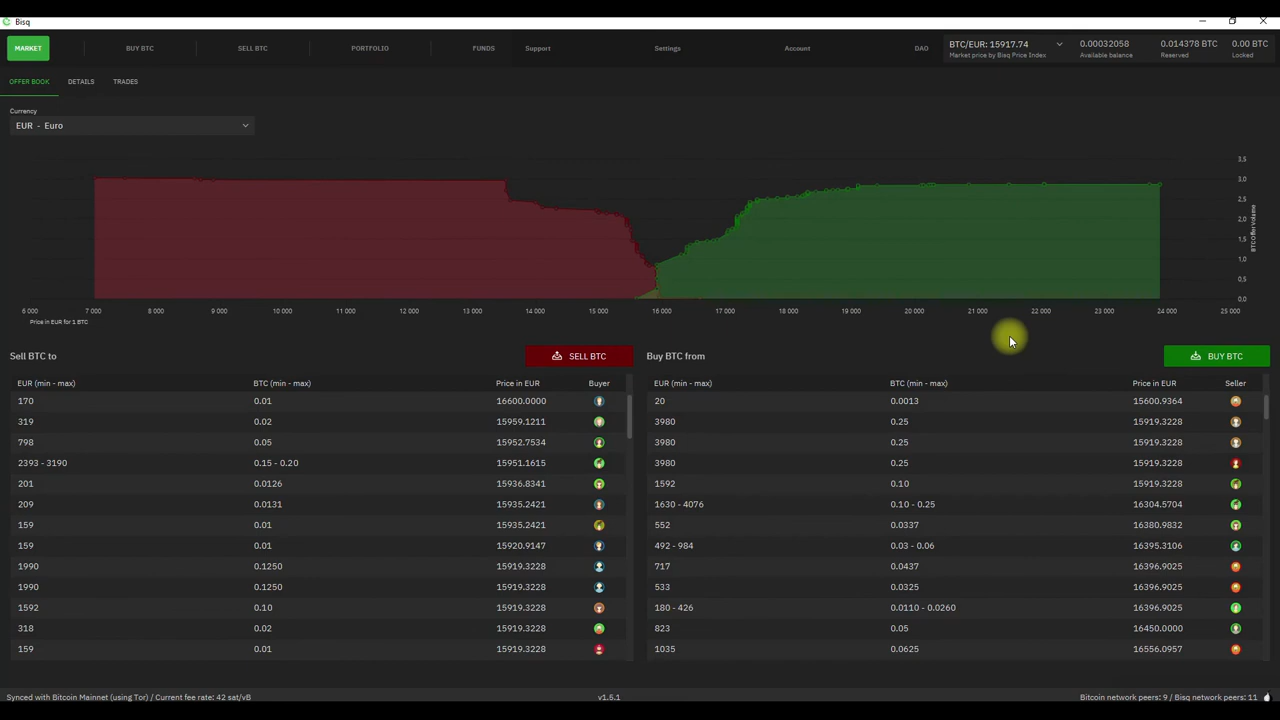 Bisq
MARKET BUY BTC SELL BTC PORTFOLIO FUNDS Support Settings Account DAO BTC/EUR: 15917.74 0.00032058 0.014378 BTC 0.00 BTC
Market price by Bisq Price Index Available balance Reserved Locked
OFFER BOOK DETAILS TRADES
Currency
EUR - Euro
3,5
3,0
2,5
2,0
1,5
1,0
0,5
0,0
BTC Offer Volume
6 000 7 000 8 000 9 000 10 000 11 000 12 000 13 000 14 000 15 000 16 000 17 000 18 000 19 000 20 000 21 000 22 000 23 000 24 000 25 000
Price in EUR for 1 BTC
Sell BTC to SELL BTC Buy BTC from BUY BTC
EUR (min - max) BTC (min - max) Price in EUR Buyer EUR (min - max) BTC (min - max) Price in EUR Seller
170 0.01 16600.0000 20 0.0013 15600.9364
319 0.02 15959.1211 3980 0.25 15919.3228
798 0.05 15952.7534 3980 0.25 15919.3228
2393 - 3190 0.15 - 0.20 15951.1615 3980 0.25 15919.3228
201 0.0126 15936.8341 1592 0.10 15919.3228
209 0.0131 15935.2421 1630 - 4076 0.10 - 0.25 16304.5704
159 0.01 15935.2421 552 0.0337 16380.9832
159 0.01 15920.9147 492 - 984 0.03 - 0.06 16395.3106
1990 0.1250 15919.3228 717 0.0437 16396.9025
1990 0.1250 15919.3228 533 0.0325 16396.9025
1592 0.10 15919.3228 180 - 426 0.0110 - 0.0260 16396.9025
318 0.02 15919.3228 823 0.05 16450.0000
159 0.01 15919.3228 1035 0.0625 16556.0957
Synced with Bitcoin Mainnet (using Tor) / Current fee rate: 42 sat/vB v1.5.1 Bitcoin network peers: 9 / Bisq network peers: 11